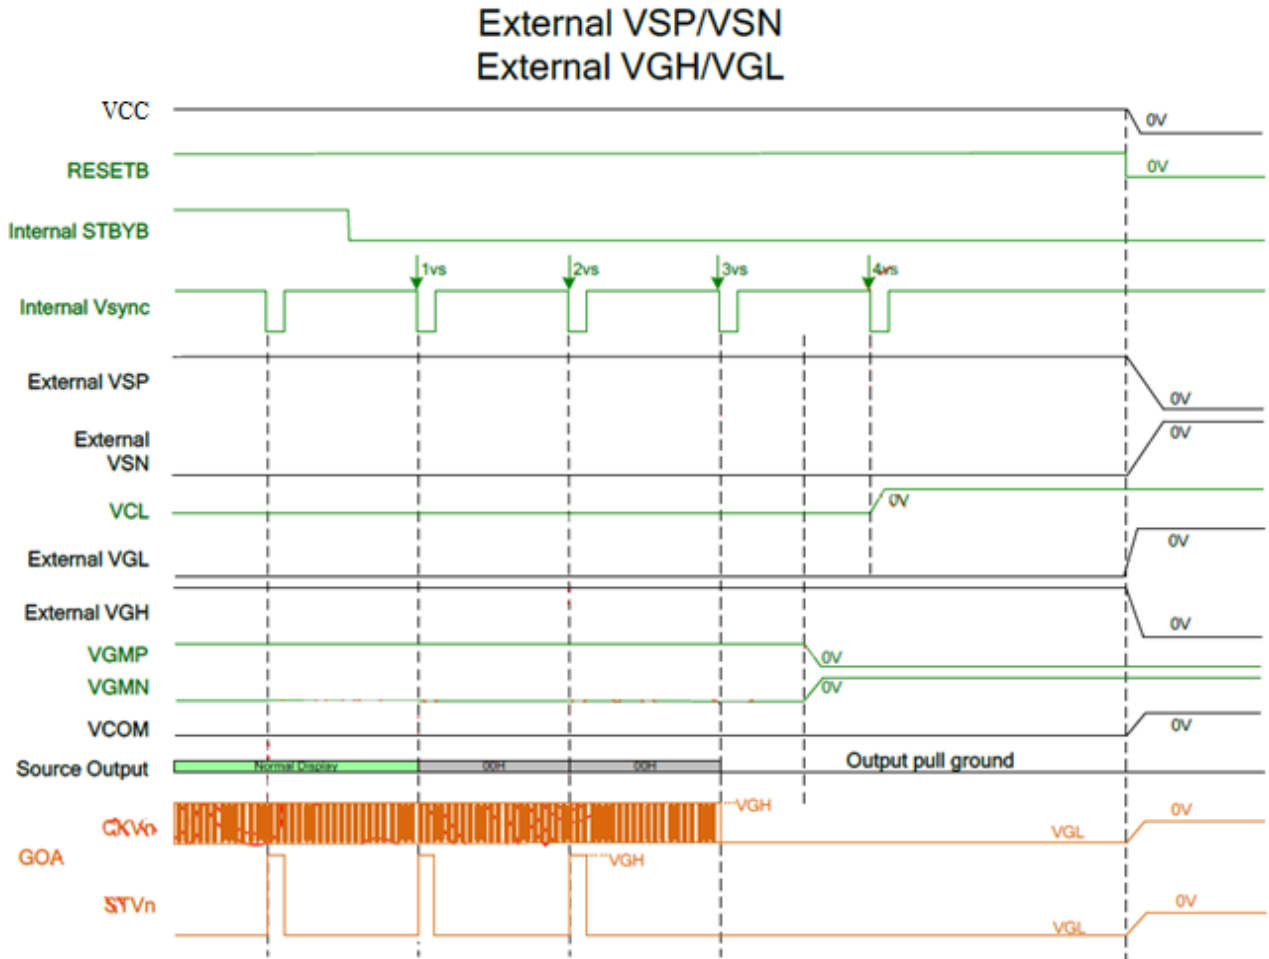 External VSP/VSN
External VGH/VGL
VCC
0V
RESETB
0V
Internal STBYB
1vs
2vs
3vs
4vs
Internal Vsync
External VSP
0V
External
VSN
0V
VCL
0V
External VGL
0V
External VGH
0V
VGMP
0V
VGMN
0V
VCOM
0V
Source Output
Normal Display
00H
00H
Output pull ground
CKVn
VGH
VGL
0V
GOA
VGH
STVn
VGL
0V